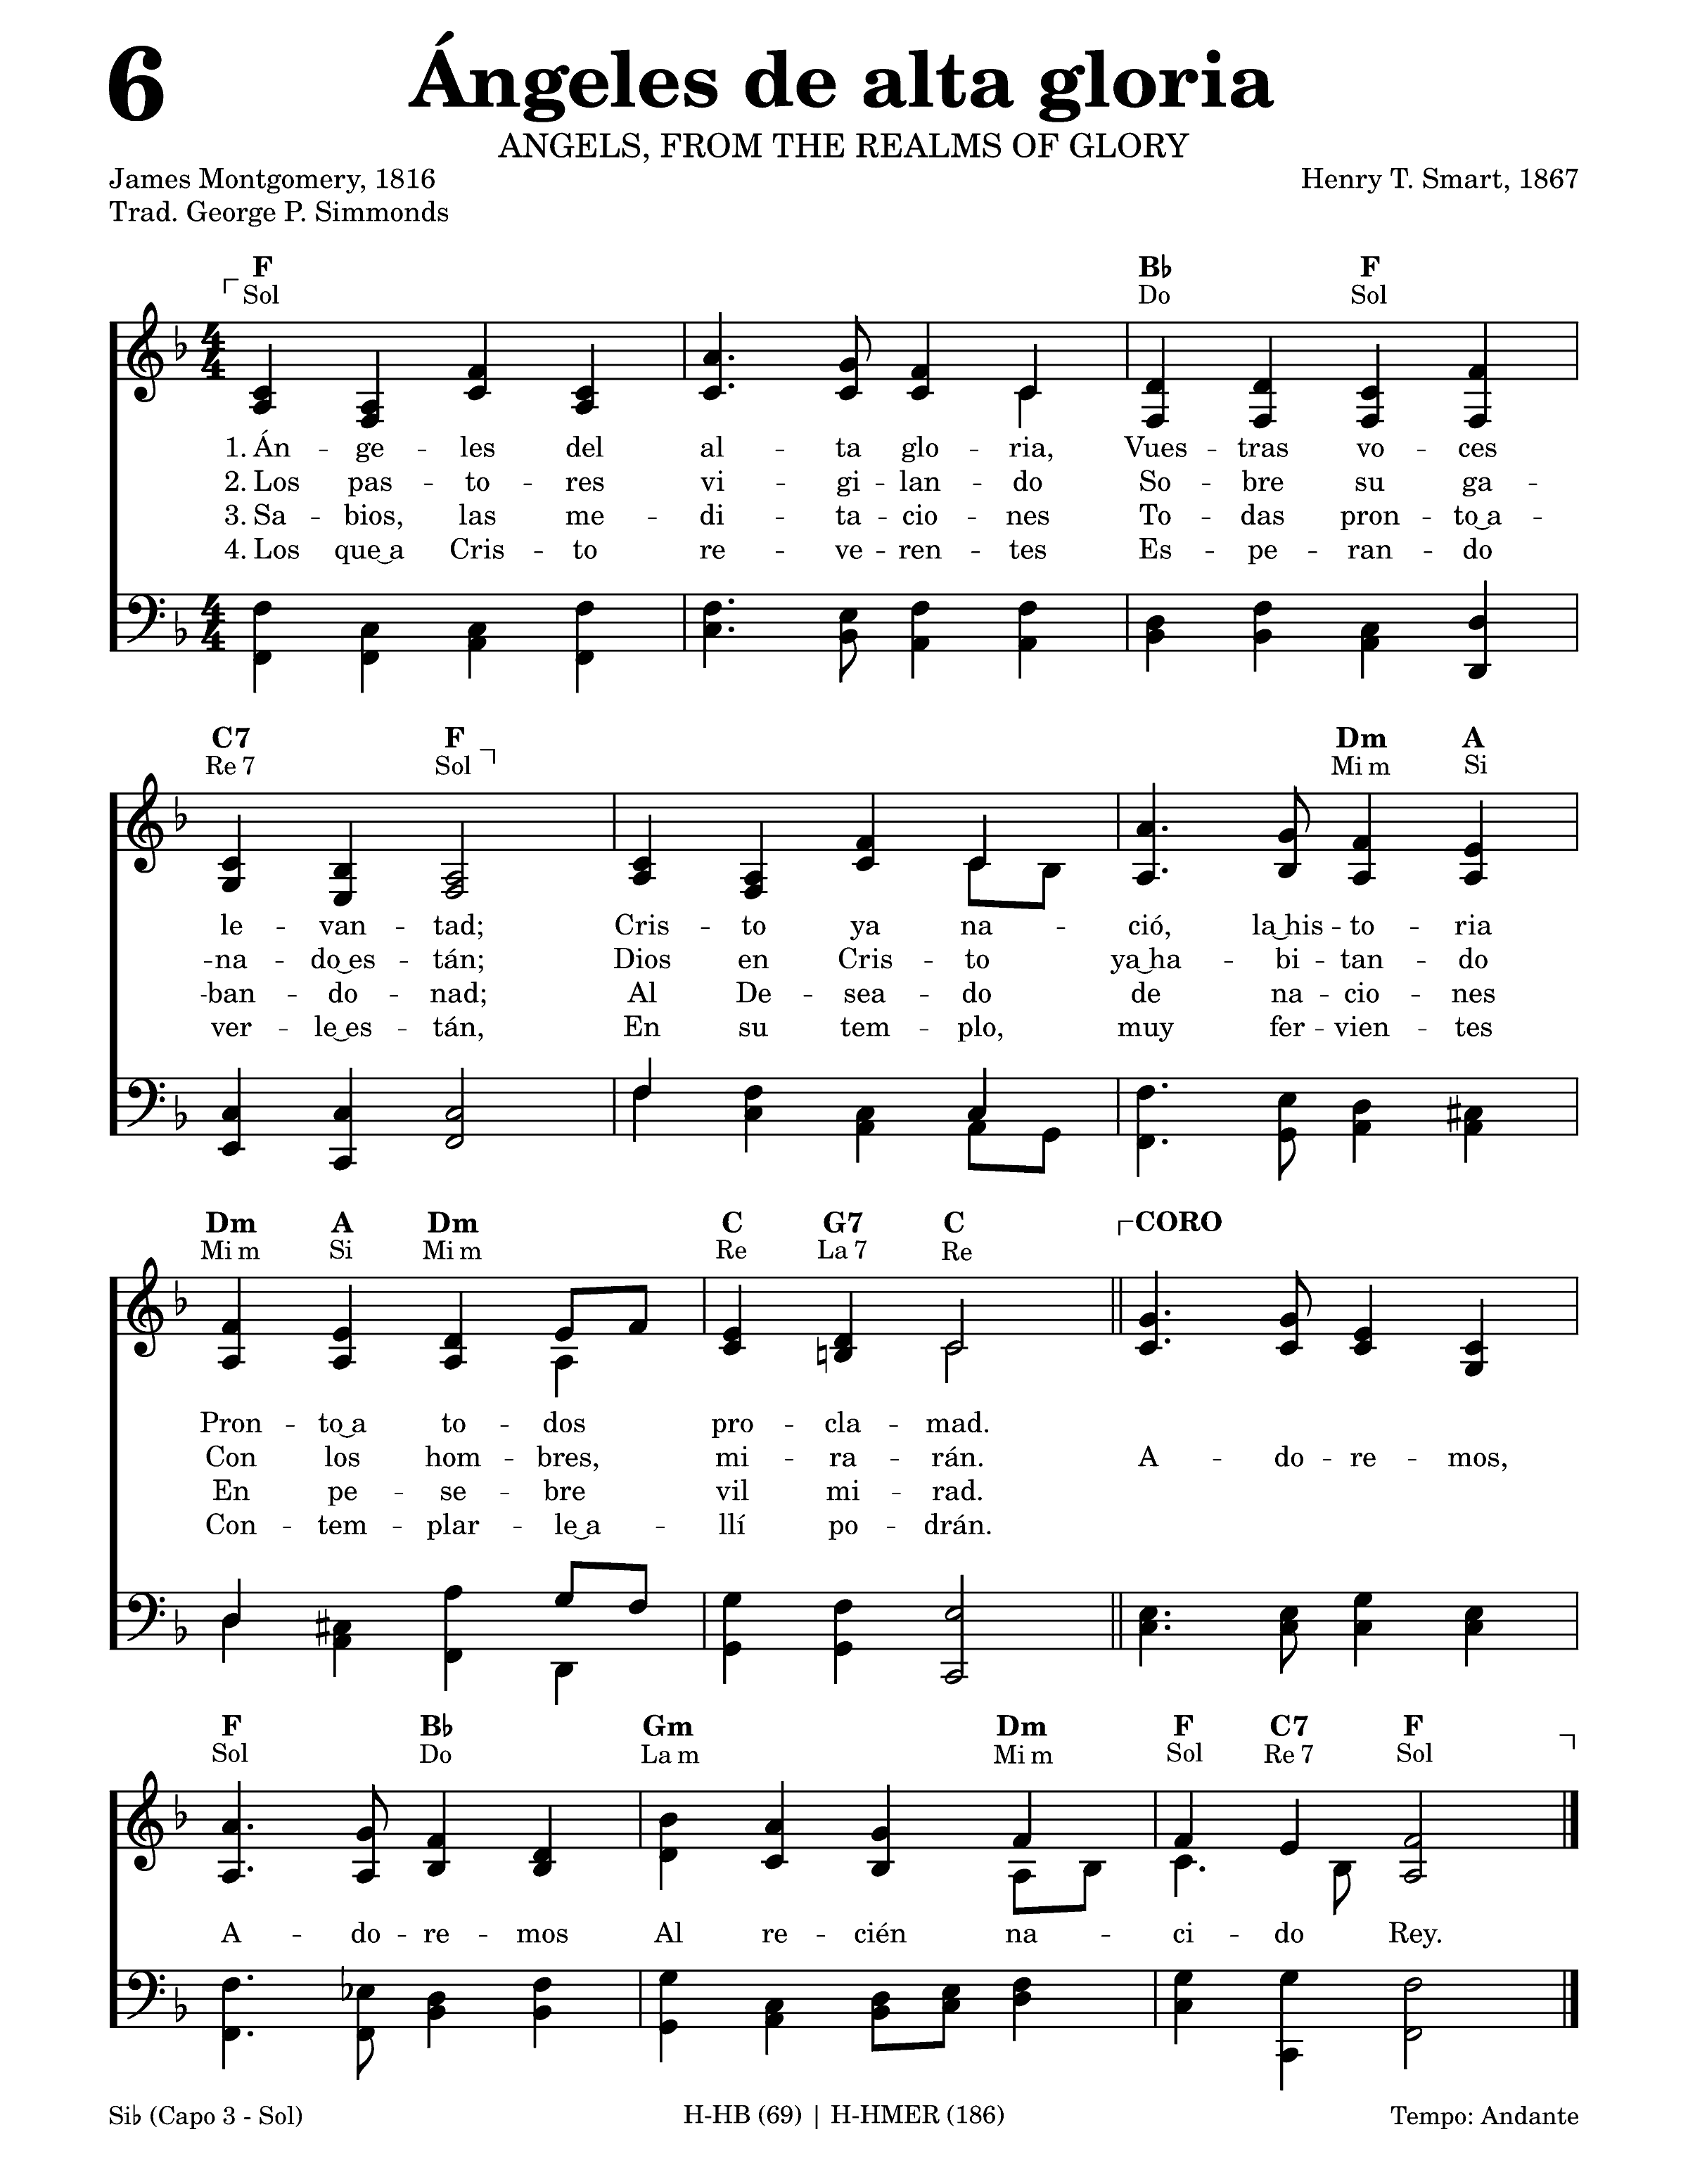 6
Ángeles de alta gloria
ANGELS, FROM THE REALMS OF GLORY
James Montgomery, 1816
Henry T. Smart, 1867
Trad. George P. Simmonds
F B♭ F
Sol Do Sol
4/4
1. Án - ge - les del al - ta glo - ria, Vues - tras vo - ces
2. Los pas - to - res vi - gi - lan - do So - bre su ga -
3. Sa - bios, las me - di - ta - cio - nes To - das pron - to‿a -
4. Los que‿a Cris - to re - ve - ren - tes Es - pe - ran - do
4/4
C7 F Dm A
Re 7 Sol Mi m Si
le - van - tad; Cris - to ya na - ció, la‿his - to - ria
-na - do‿es - tán; Dios en Cris - to ya‿ha - bi - tan - do
-ban - do - nad; Al De - sea - do de na - cio - nes
ver - le‿es - tán, En su tem - plo, muy fer - vien - tes
Dm A Dm C G7 C CORO
Mi m Si Mi m Re La 7 Re
Pron - to‿a to - dos pro - cla - mad.
Con los hom - bres, mi - ra - rán. A - do - re - mos,
En pe - se - bre vil mi - rad.
Con - tem - plar - le‿a - llí po - drán.
F B♭ Gm Dm F C7 F
Sol Do La m Mi m Sol Re 7 Sol
A - do - re - mos Al re - cién na - ci - do Rey.
Si♭ (Capo 3 - Sol)
H-HB (69) | H-HMER (186)
Tempo: Andante